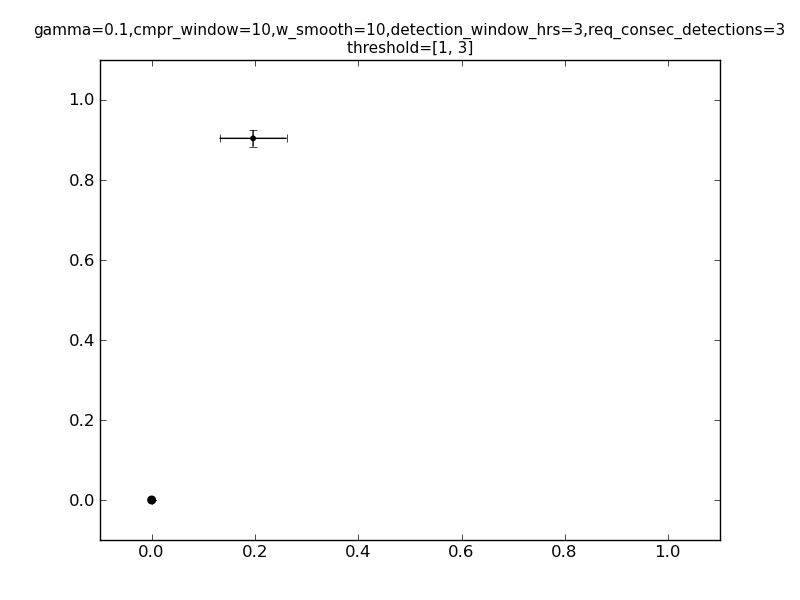 gamma=0.1,cmpr_window=10,w_smooth=10,detection_window_hrs=3,req_consec_detections=3
threshold=[1, 3]
1.0
0.8
0.6
0.4
0.2
0.0
0.0 0.2 0.4 0.6 0.8 1.0